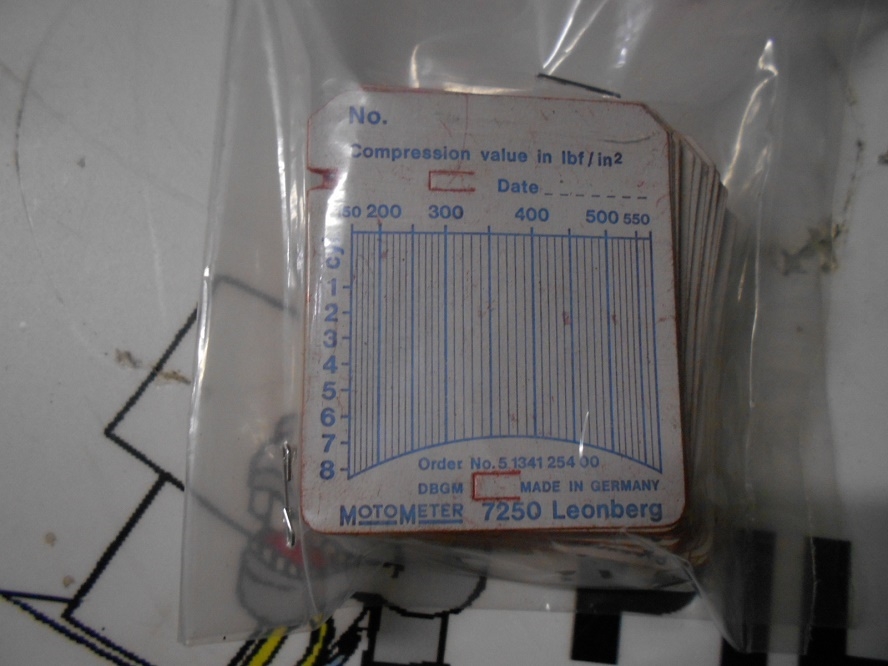 No.
Compression value in lbf/in²
Date
150 200 300 400 500 550
cyl
1
2
3
4
5
6
7
8
Order No. 5 1341 254 00
DBGM MADE IN GERMANY
MOTOMETER 7250 Leonberg